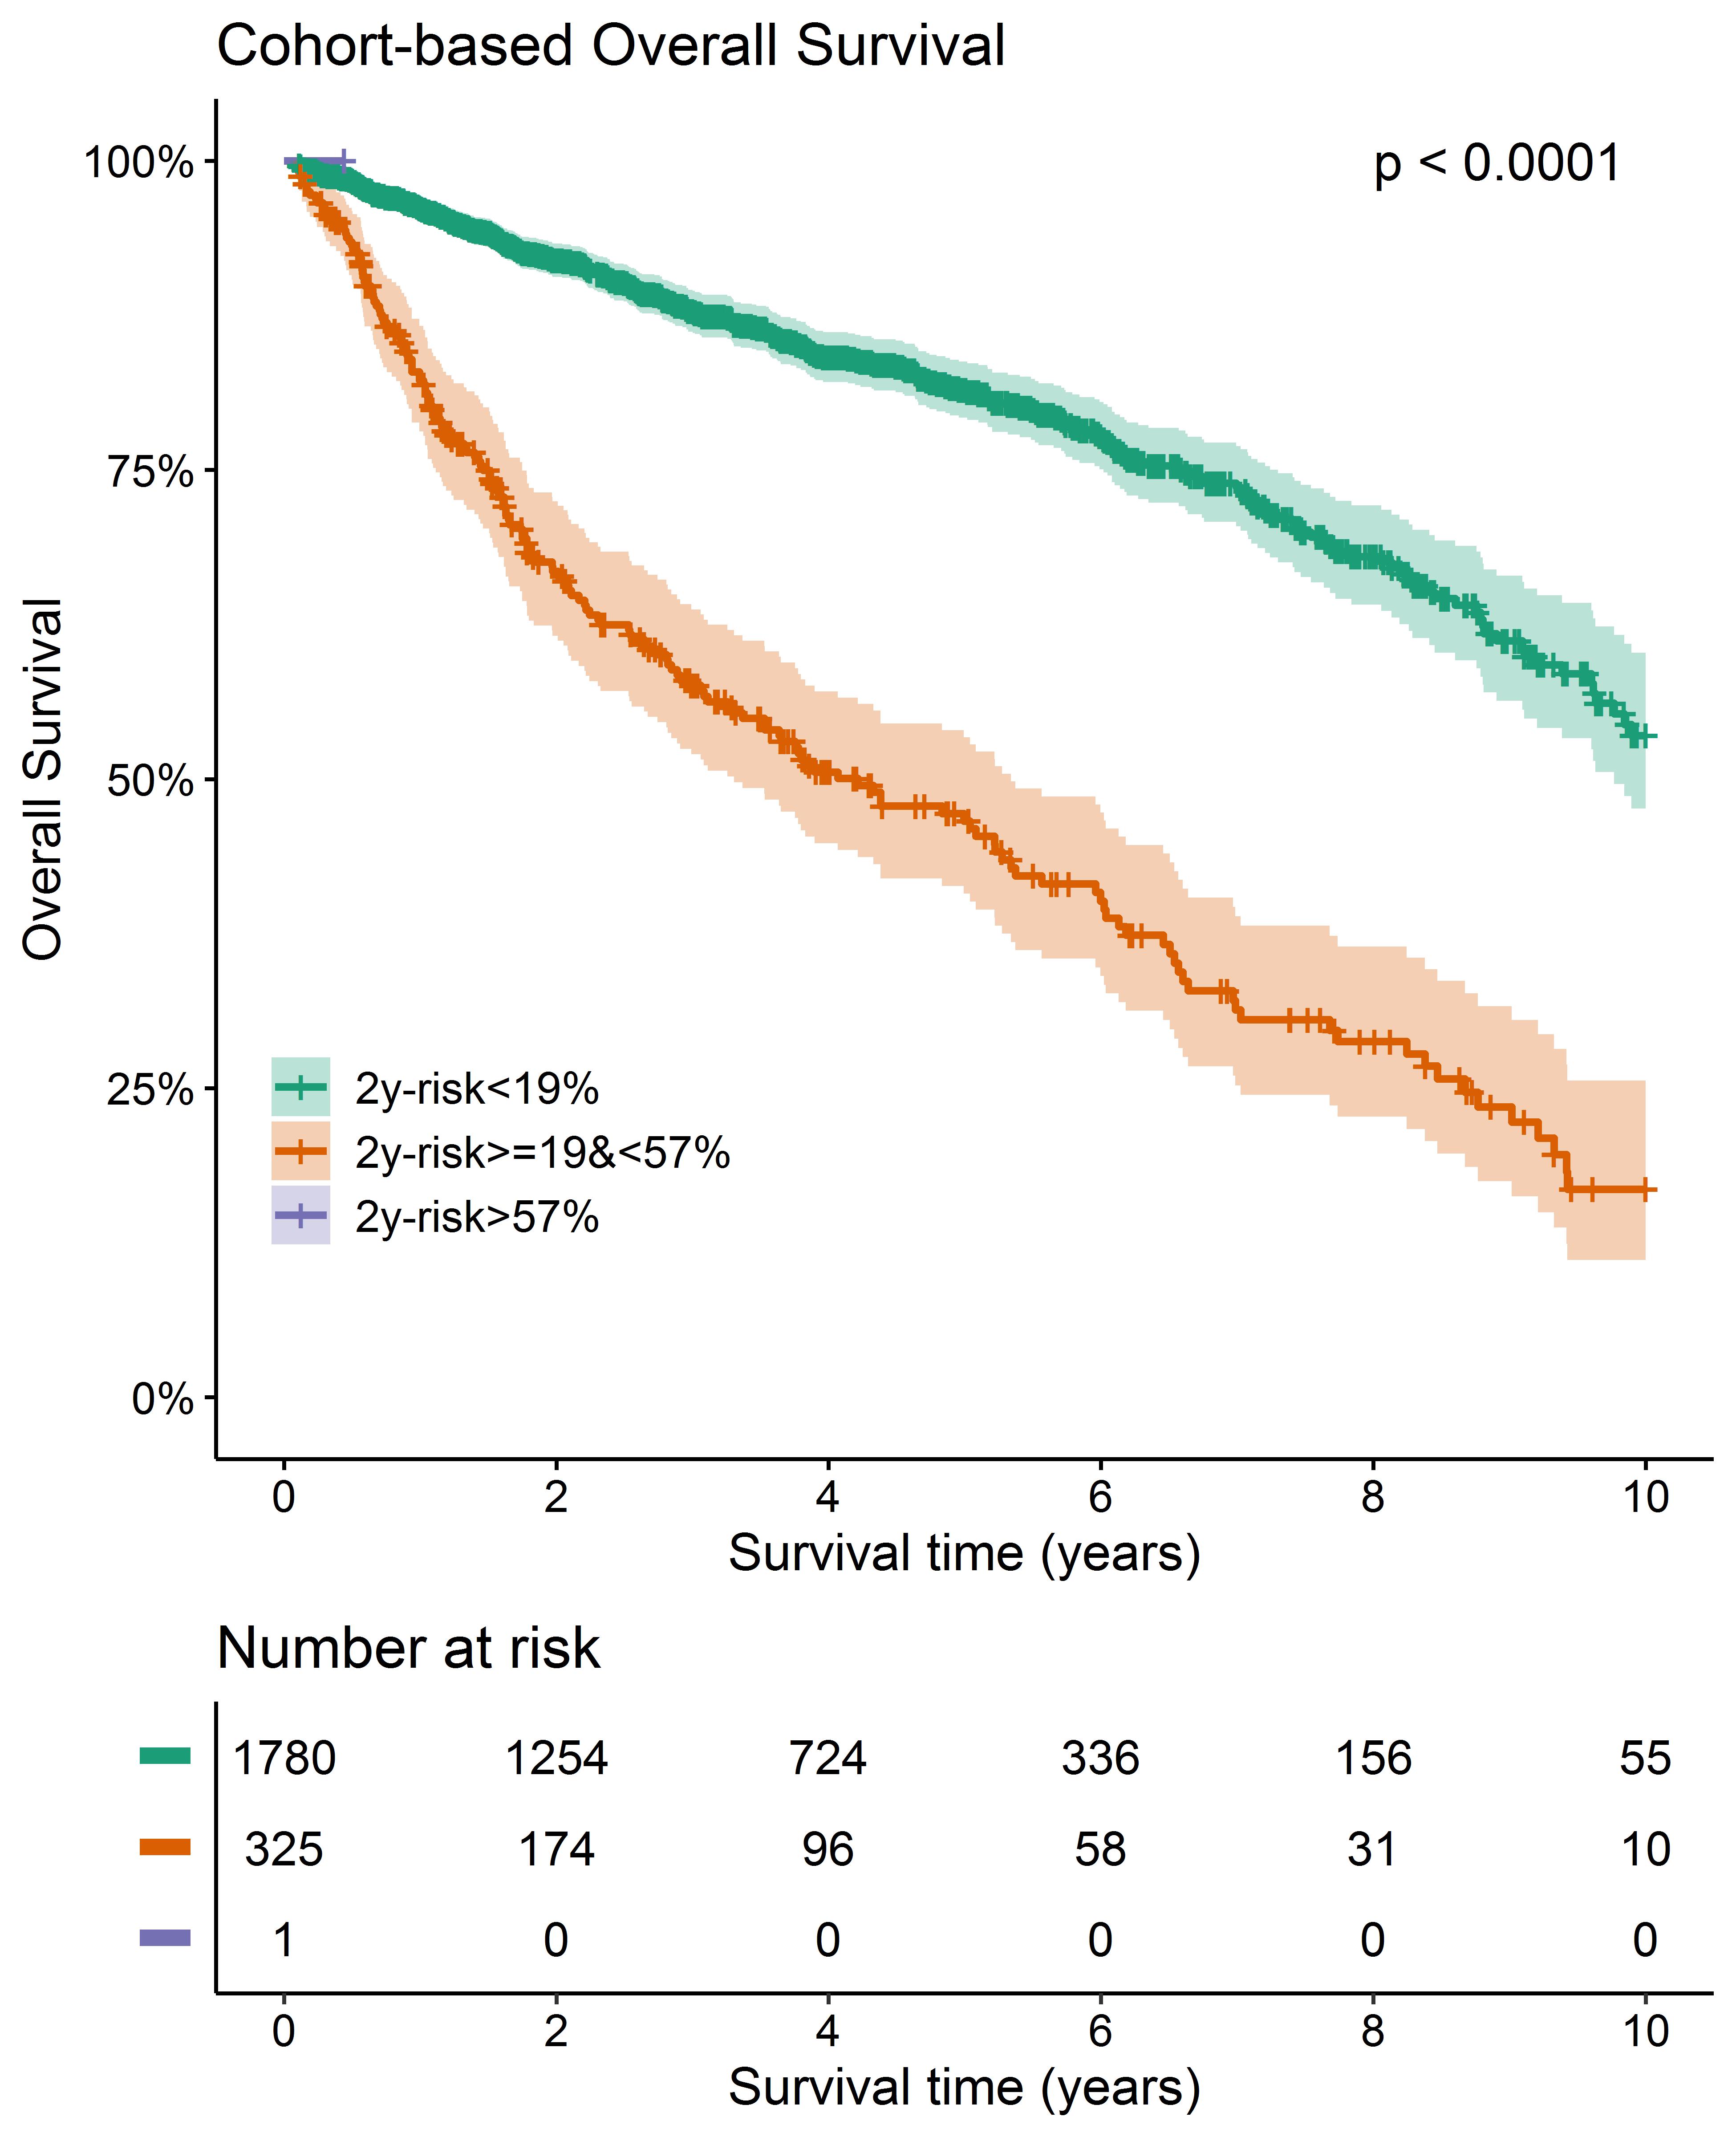 Cohort-based Overall Survival
p < 0.0001
100%
75%
50%
25%
0%
Overall Survival
2y-risk<19%
2y-risk>=19&<57%
2y-risk>57%
0 2 4 6 8 10
Survival time (years)
Number at risk
1780 1254 724 336 156 55
325 174 96 58 31 10
1 0 0 0 0 0
0 2 4 6 8 10
Survival time (years)